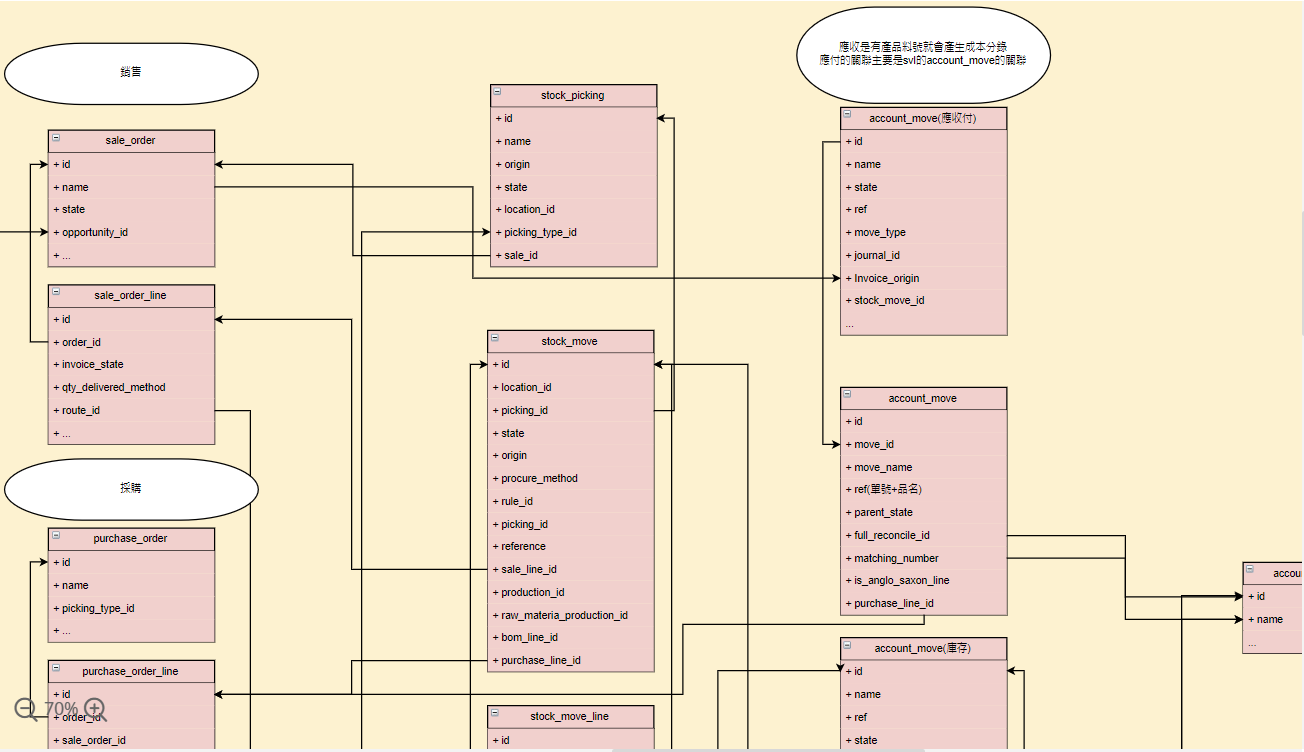 銷售
sale_order
+ id
+ name
+ state
+ opportunity_id
+ ...
sale_order_line
+ id
+ order_id
+ invoice_state
+ qty_delivered_method
+ route_id
+ ...
採購
purchase_order
+ id
+ name
+ picking_type_id
+ ...
purchase_order_line
+ id
+ order_id
+ sale_order_id
70%
stock_picking
+ id
+ name
+ origin
+ state
+ location_id
+ picking_type_id
+ sale_id
stock_move
+ id
+ location_id
+ picking_id
+ state
+ origin
+ procure_method
+ rule_id
+ picking_id
+ reference
+ sale_line_id
+ production_id
+ raw_materia_production_id
+ bom_line_id
+ purchase_line_id
stock_move_line
+ id
應收是有產品料號就會產生成本分錄
應付的關聯主要是svl的account_move的關聯
account_move(應收付)
+ id
+ name
+ state
+ ref
+ move_type
+ journal_id
+ Invoice_origin
+ stock_move_id
...
account_move
+ id
+ move_id
+ move_name
+ ref(單號+品名)
+ parent_state
+ full_reconcile_id
+ matching_number
+ is_anglo_saxon_line
+ purchase_line_id
account_move(庫存)
+ id
+ name
+ ref
+ state
accou
+ id
+ name
...